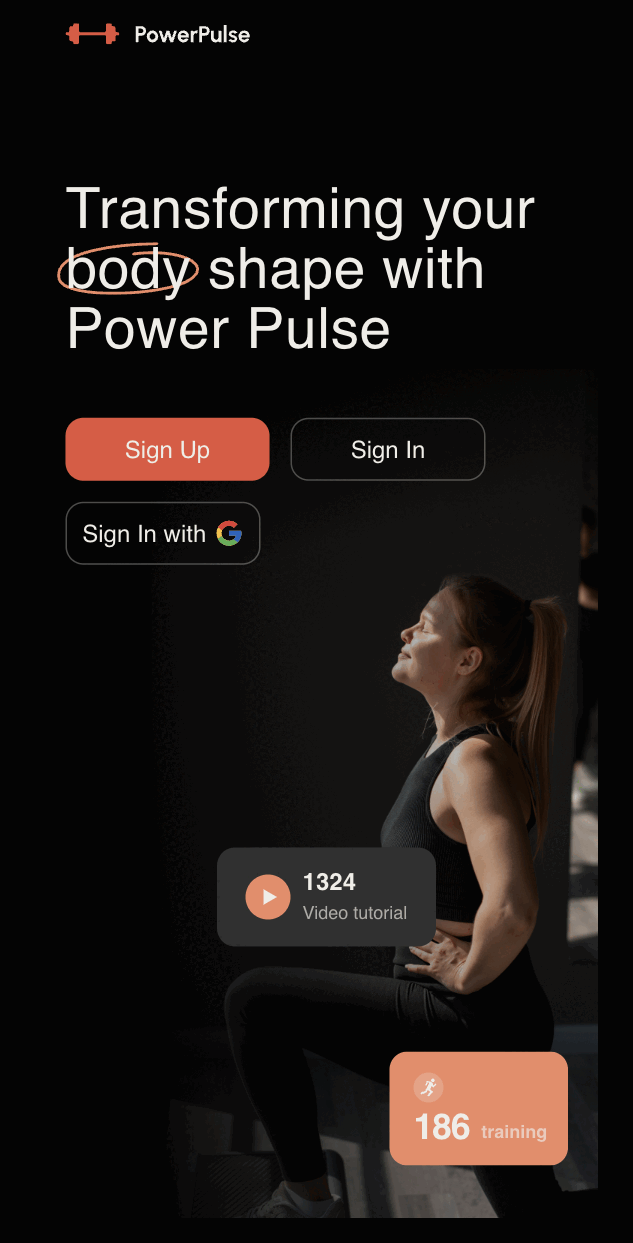 PowerPulse
Transforming your
body shape with
Power Pulse
Sign Up
Sign In
Sign In with
1324
Video tutorial
186 training